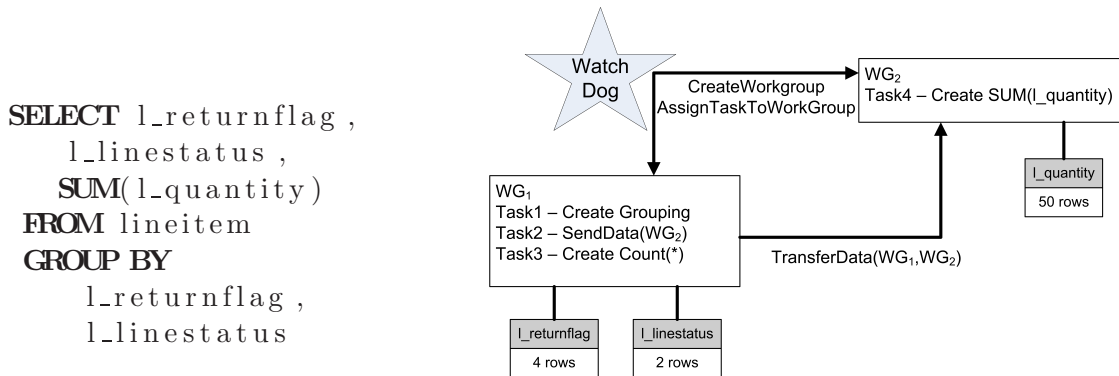 SELECT l_returnflag ,
l_linestatus ,
SUM(l_quantity)
FROM lineitem
GROUP BY
l_returnflag ,
l_linestatus
Watch
Dog
CreateWorkgroup
AssignTaskToWorkGroup
WG2
Task4 – Create SUM(l_quantity)
l_quantity
50 rows
WG1
Task1 – Create Grouping
Task2 – SendData(WG2)
Task3 – Create Count(*)
TransferData(WG1,WG2)
l_returnflag
4 rows
l_linestatus
2 rows